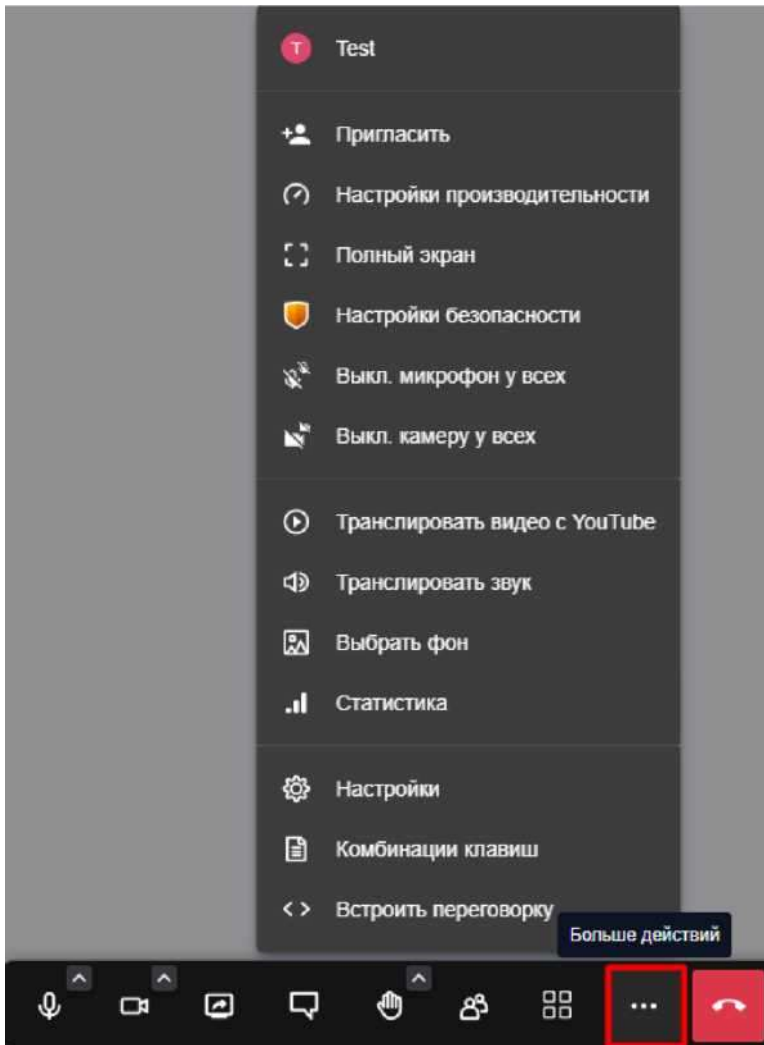 T Test
Пригласить
Настройки производительности
Полный экран
Настройки безопасности
Выкл. микрофон у всех
Выкл. камеру у всех
Транслировать видео с YouTube
Транслировать звук
Выбрать фон
Статистика
Настройки
Комбинации клавиш
Встроить переговорку
Больше действий